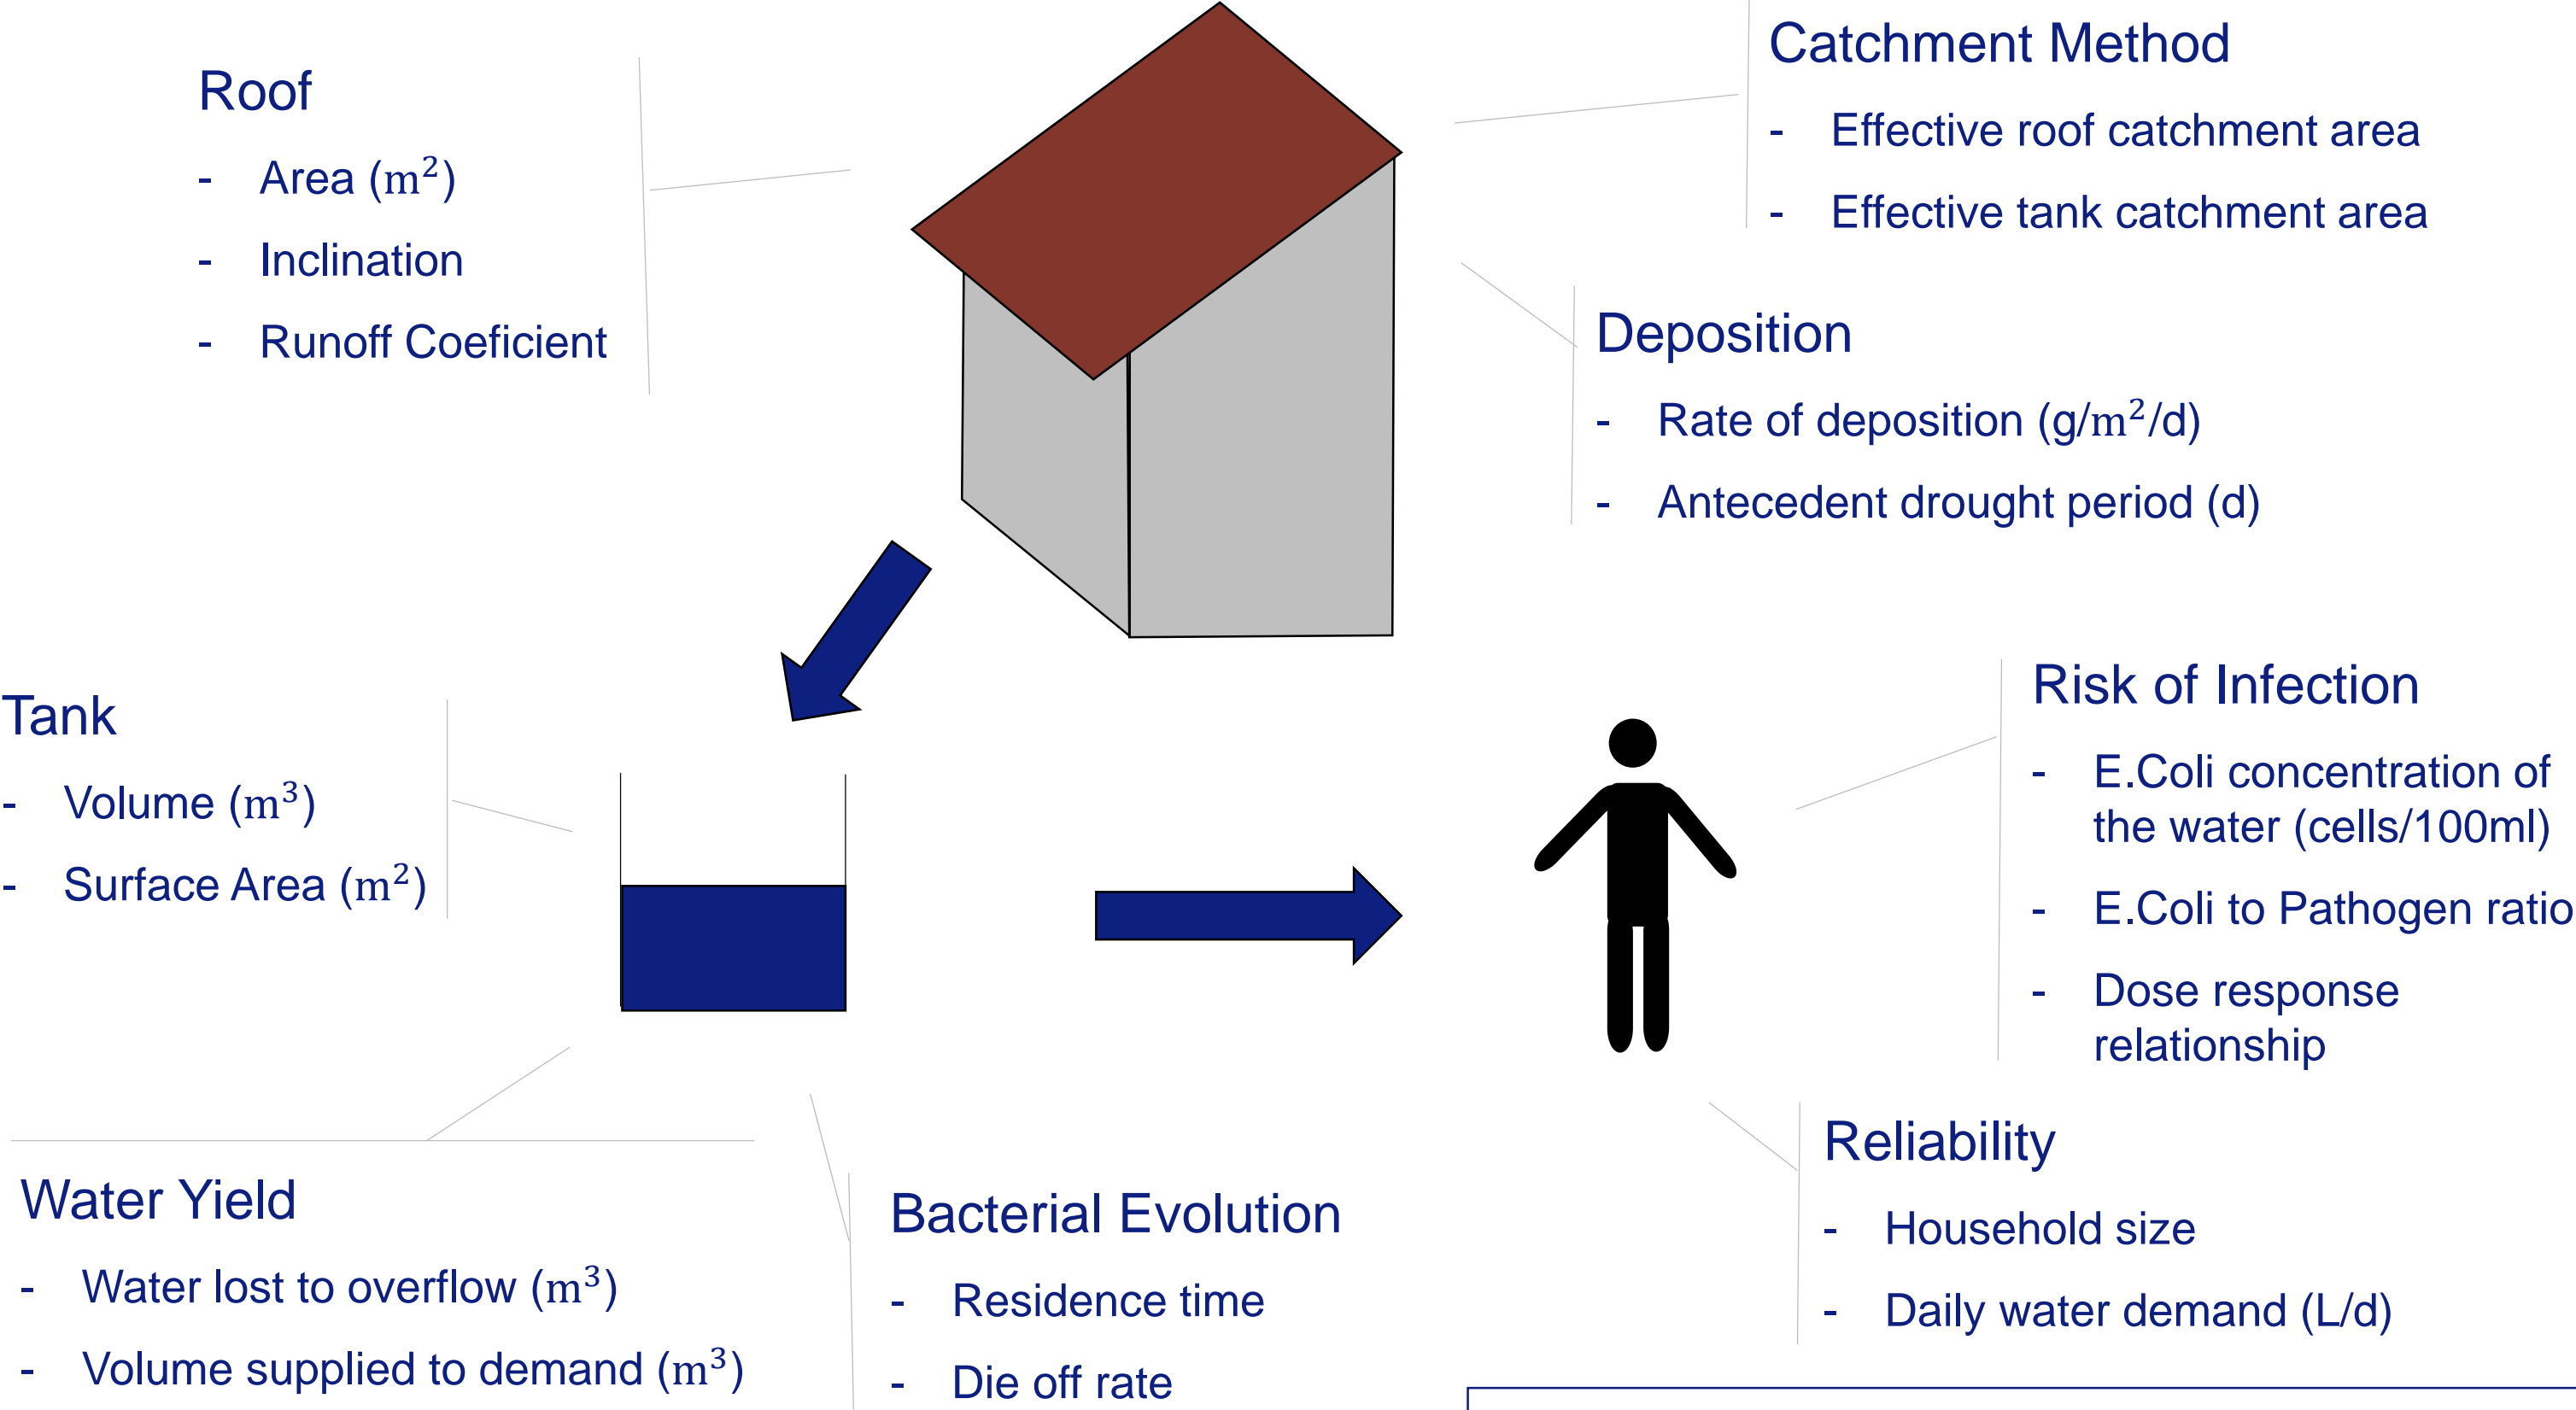 Roof
- Area (m²)
- Inclination
- Runoff Coeficient
Catchment Method
- Effective roof catchment area
- Effective tank catchment area
Deposition
- Rate of deposition (g/m²/d)
- Antecedent drought period (d)
Tank
- Volume (m³)
- Surface Area (m²)
Risk of Infection
- E.Coli concentration of
the water (cells/100ml)
- E.Coli to Pathogen ratio
- Dose response
relationship
Water Yield
- Water lost to overflow (m³)
- Volume supplied to demand (m³)
Bacterial Evolution
- Residence time
- Die off rate
Reliability
- Household size
- Daily water demand (L/d)